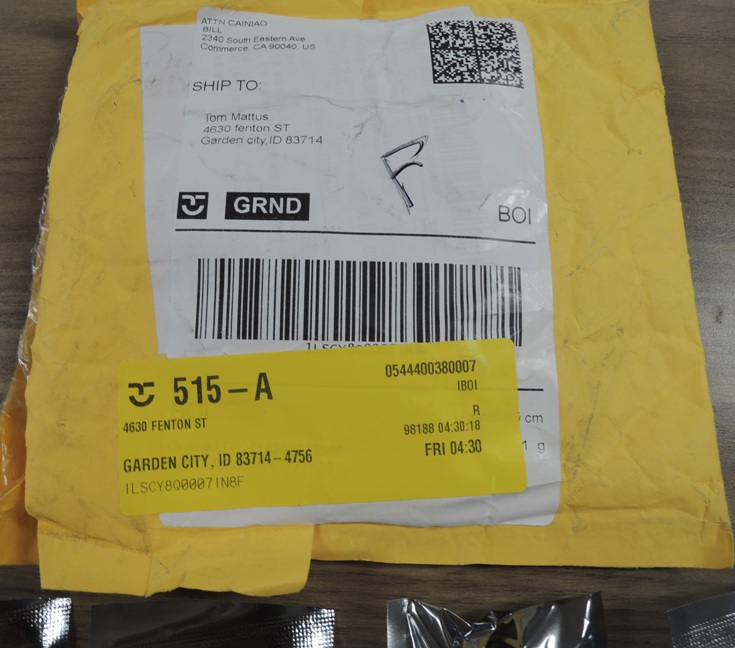 ATTN CAINIAO
BILL
2340 South Eastern Ave
Commerce, CA 90040, US
SHIP TO:
Tom Mattus
4630 fenton ST
Garden city, ID 83714
F
GRND
BOI
515-A
0544400380007
IBOI
4630 FENTON ST
R
98188 04:30:18
cm
GARDEN CITY, ID 83714-4756
FRI 04:30
g
1LSCY8Q00071N8F